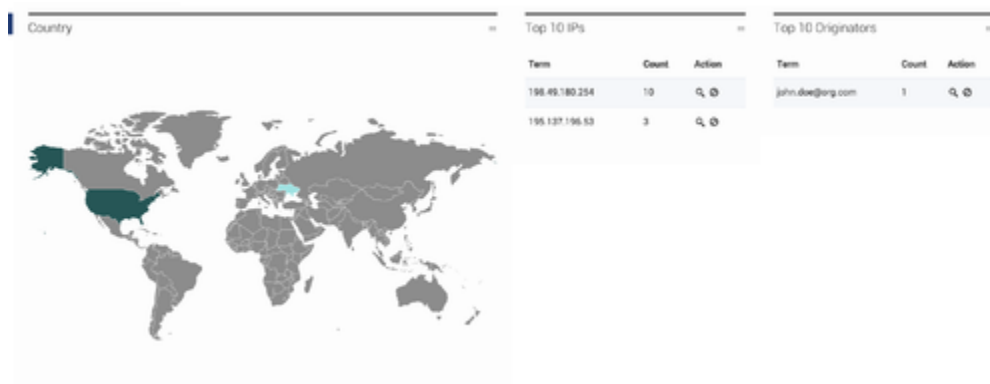 Country
Top 10 IPs
Term Count Action
198.49.180.254 10
195.137.196.53 3
Top 10 Originators
Term Count Action
john.doe@org.com 1